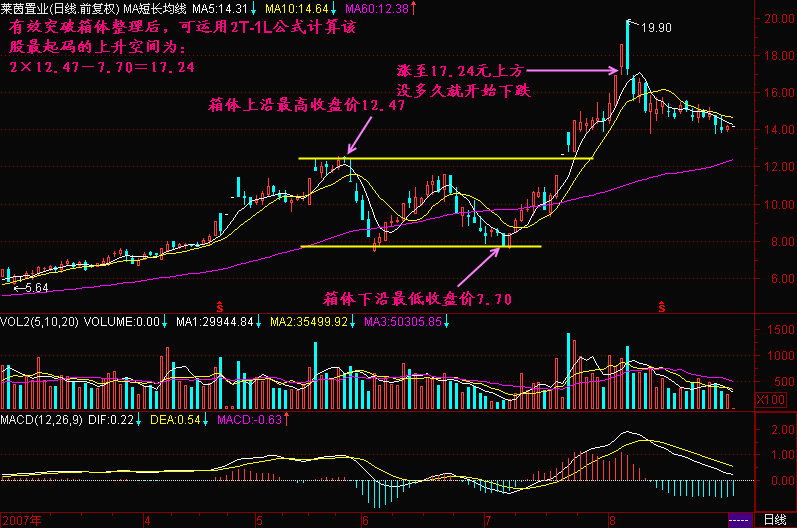 莱茵置业(日线.前复权) MA短长均线 MA5:14.31↓ MA10:14.64↓ MA60:12.38↑
有效突破箱体整理后，可运用2T-1L公式计算该
股最起码的上升空间为：
2×12.47－7.70＝17.24
19.90
20.00
涨至17.24元上方
没多久就开始下跌
18.00
16.00
箱体上沿最高收盘价12.47
14.00
12.00
10.00
8.00
6.00
←5.64
箱体下沿最低收盘价7.70
S
S
VOL2(5,10,20) VOLUME:0.00↓ MA1:29944.84↓ MA2:35499.92↓ MA3:50305.85↓
1500
1000
500
X100
MACD(12,26,9) DIF:0.22↓ DEA:0.54↓ MACD:-0.63↑
2.00
1.00
0.00
2007年 4 5 6 7 8 日线